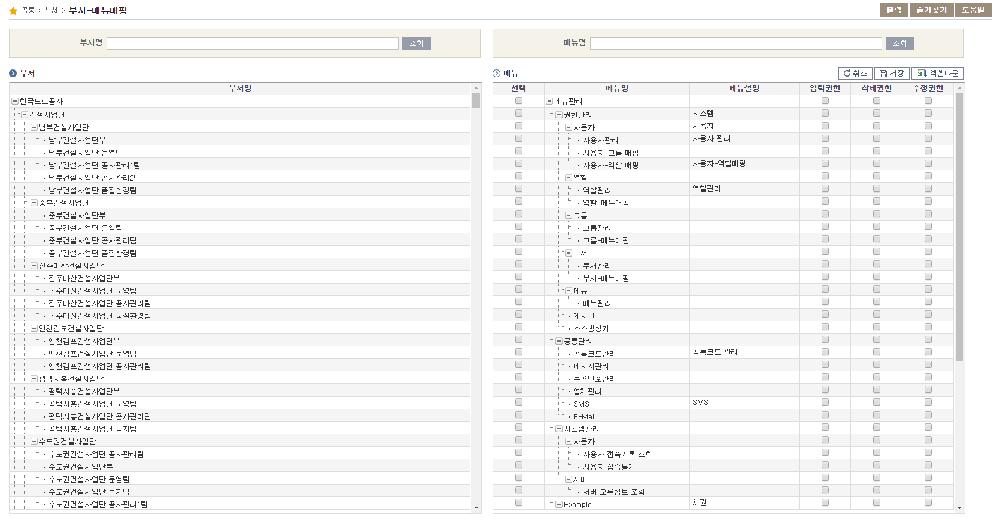 공통 > 부서 > 부서-메뉴매핑
출력 즐겨찾기 도움말
부서명 조회
메뉴명 조회
부서
부서명
한국도로공사
건설사업단
남부건설사업단
남부건설사업단부
남부건설사업단 운영팀
남부건설사업단 공사관리1팀
남부건설사업단 공사관리2팀
남부건설사업단 품질환경팀
중부건설사업단
중부건설사업단부
중부건설사업단 운영팀
중부건설사업단 공사관리팀
중부건설사업단 품질환경팀
진주마산건설사업단
진주마산건설사업단부
진주마산건설사업단 운영팀
진주마산건설사업단 공사관리팀
진주마산건설사업단 품질환경팀
인천김포건설사업단
인천김포건설사업단부
인천김포건설사업단 운영팀
인천김포건설사업단 공사관리팀
평택시흥건설사업단
평택시흥건설사업단부
평택시흥건설사업단 운영팀
평택시흥건설사업단 공사관리팀
평택시흥건설사업단 용지팀
수도권건설사업단
수도권건설사업단 공사관리팀
수도권건설사업단부
수도권건설사업단 운영팀
수도권건설사업단 용지팀
수도권건설사업단 공사관리1팀
메뉴
취소 저장 엑셀다운
선택 메뉴명 메뉴설명 입력권한 삭제권한 수정권한
메뉴관리
권한관리 시스템
사용자 사용자
사용자관리 사용자 관리
사용자-그룹 매핑
사용자-역할 매핑 사용자-역할매핑
역할
역할관리 역할관리
역할-메뉴매핑
그룹
그룹관리
그룹-메뉴매핑
부서
부서관리
부서-메뉴매핑
메뉴
메뉴관리
게시판
소스생성기
공통관리
공통코드관리 공통코드 관리
메시지관리
우편번호관리
업체관리
SMS SMS
E-Mail
시스템관리
사용자
사용자 접속기록 조회
사용자 접속통계
서버
서버 오류정보 조회
Example 채권